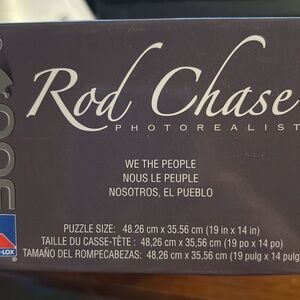 Rod Chase
PHOTOREALIST
WE THE PEOPLE
NOUS LE PEUPLE
NOSOTROS, EL PUEBLO
PUZZLE SIZE: 48.26 cm x 35.56 cm (19 in x 14 in)
TAILLE DU CASSE-TÊTE : 48,26 cm x 35,56 cm (19 po x 14 po)
TAMAÑO DEL ROMPECABEZAS: 48,26 cm x 35,56 cm (19 pulg x 14 pulg
-LOX